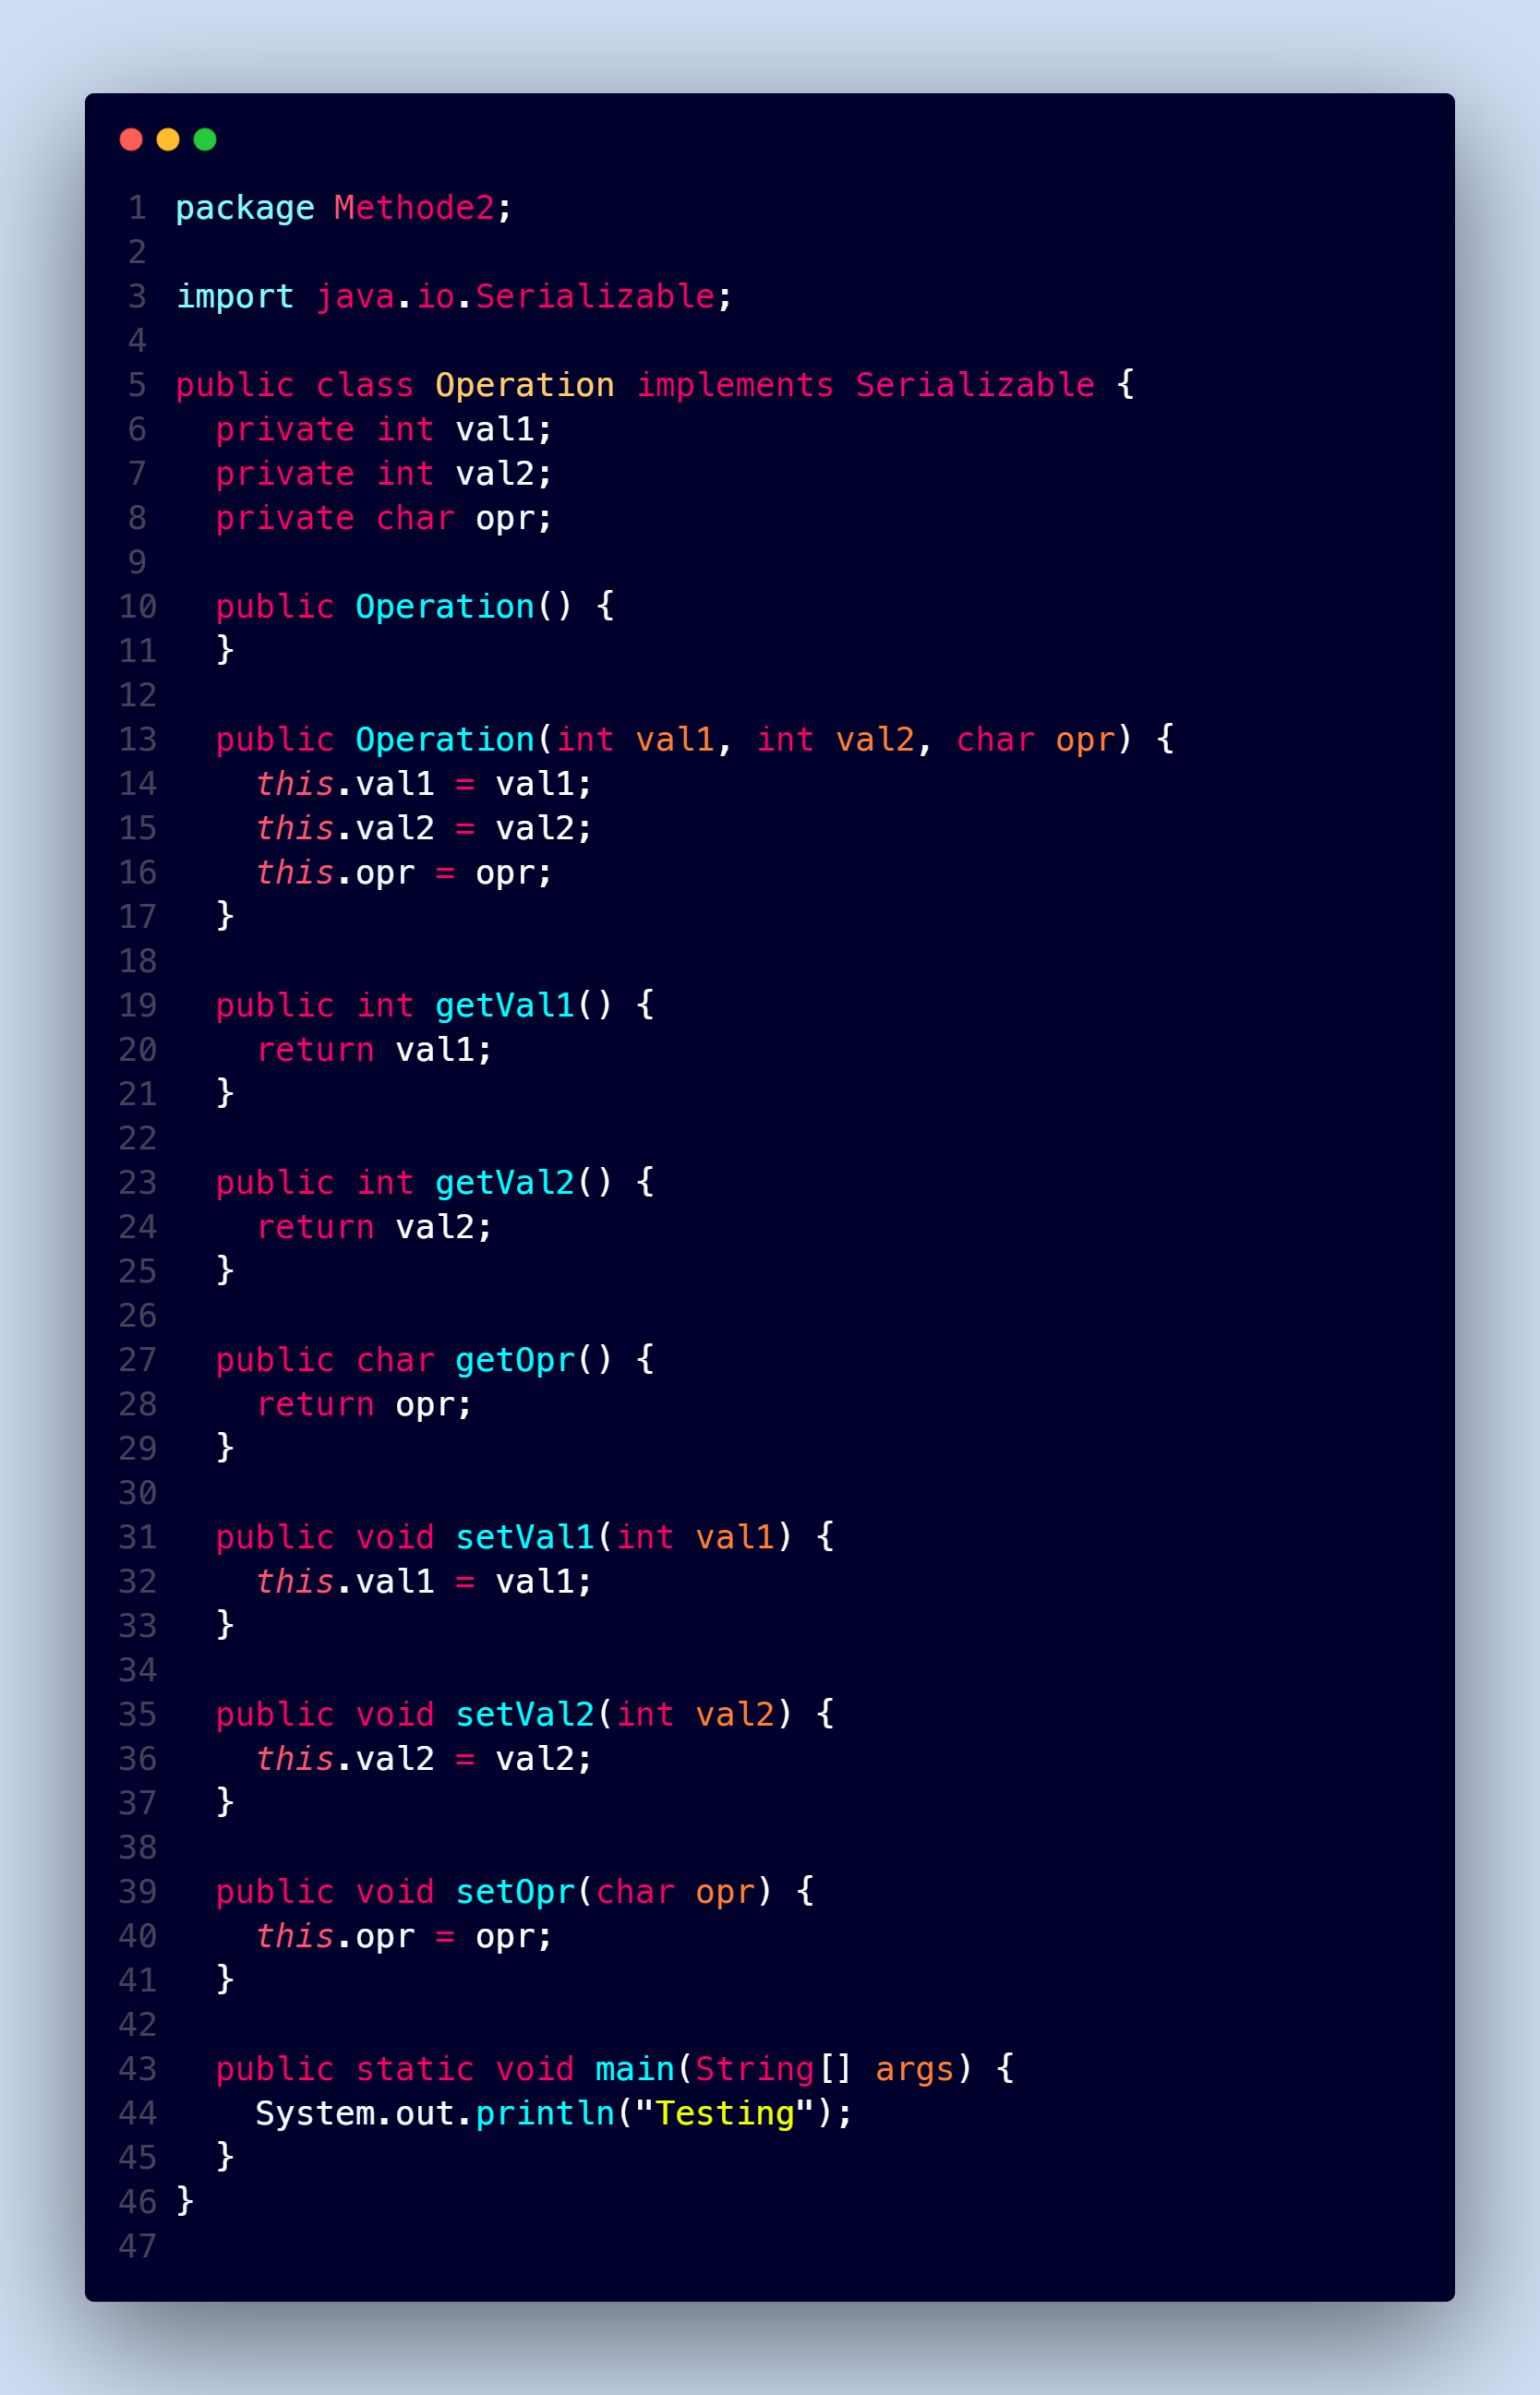 1 package Methode2;
2
3 import java.io.Serializable;
4
5 public class Operation implements Serializable {
6   private int val1;
7   private int val2;
8   private char opr;
9
10   public Operation() {
11   }
12
13   public Operation(int val1, int val2, char opr) {
14     this.val1 = val1;
15     this.val2 = val2;
16     this.opr = opr;
17   }
18
19   public int getVal1() {
20     return val1;
21   }
22
23   public int getVal2() {
24     return val2;
25   }
26
27   public char getOpr() {
28     return opr;
29   }
30
31   public void setVal1(int val1) {
32     this.val1 = val1;
33   }
34
35   public void setVal2(int val2) {
36     this.val2 = val2;
37   }
38
39   public void setOpr(char opr) {
40     this.opr = opr;
41   }
42
43   public static void main(String[] args) {
44     System.out.println("Testing");
45   }
46 }
47